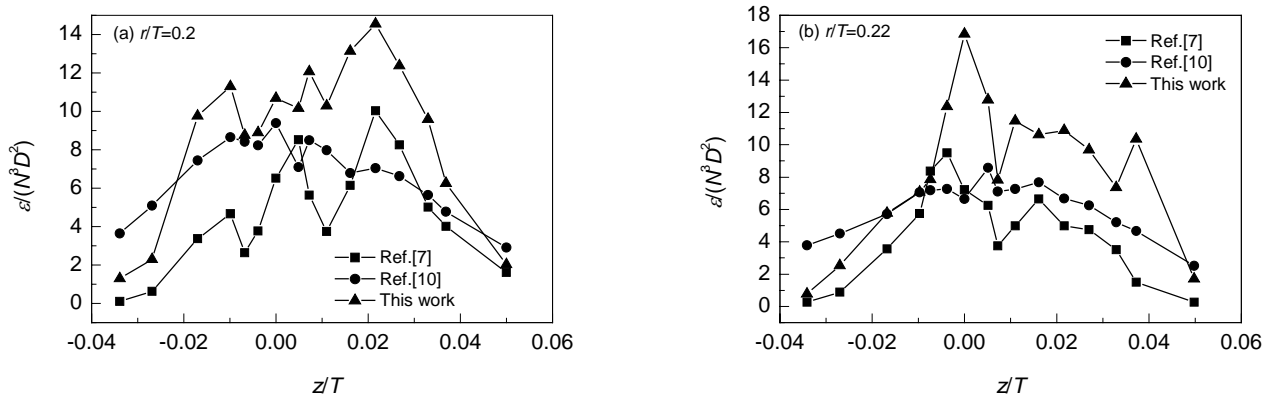 (a) r/T=0.2
14
12
10
8
6
4
2
0
ε/(N³D²)
Ref.[7]
Ref.[10]
This work
-0.04 -0.02 0.00 0.02 0.04 0.06
z/T
(b) r/T=0.22
18
16
14
12
10
8
6
4
2
0
ε/(N³D²)
Ref.[7]
Ref.[10]
This work
-0.04 -0.02 0.00 0.02 0.04 0.06
z/T